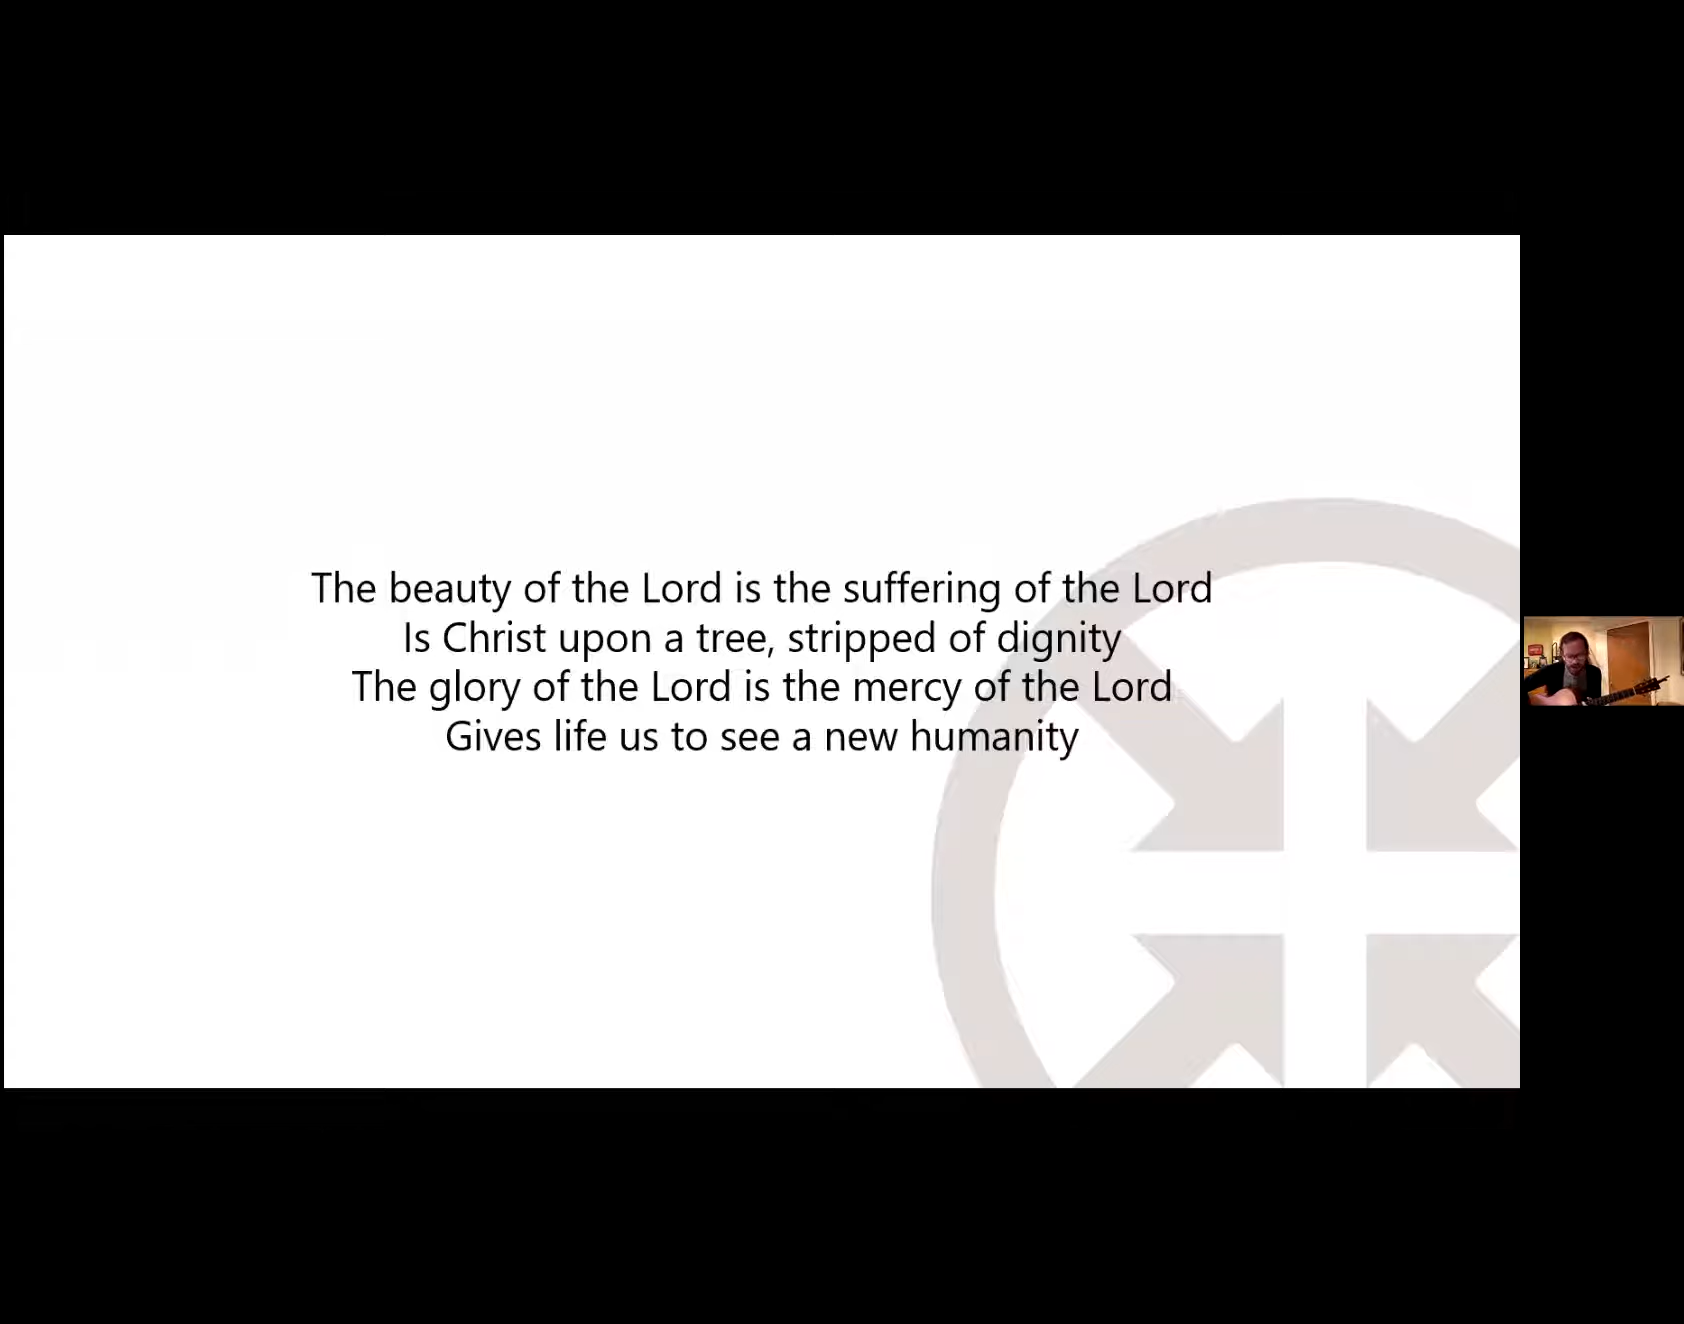 The beauty of the Lord is the suffering of the Lord
Is Christ upon a tree, stripped of dignity
The glory of the Lord is the mercy of the Lord
Gives life us to see a new humanity